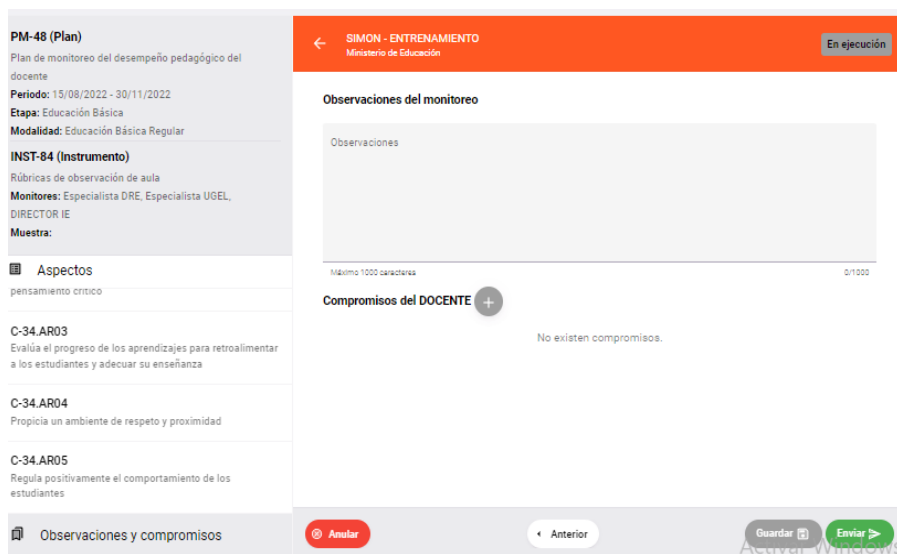 PM-48 (Plan)
Plan de monitoreo del desempeño pedagógico del
docente
Periodo: 15/08/2022 - 30/11/2022
Etapa: Educación Básica
Modalidad: Educación Básica Regular
INST-84 (Instrumento)
Rúbricas de observación de aula
Monitores: Especialista DRE, Especialista UGEL,
DIRECTOR IE
Muestra:
Aspectos
pensamiento crítico
C-34.AR03
Evalúa el progreso de los aprendizajes para retroalimentar
a los estudiantes y adecuar su enseñanza
C-34.AR04
Propicia un ambiente de respeto y proximidad
C-34.AR05
Regula positivamente el comportamiento de los
estudiantes
Observaciones y compromisos
SIMON - ENTRENAMIENTO
Ministerio de Educación
En ejecución
Observaciones del monitoreo
Observaciones
Máximo 1000 caracteres
0/1000
Compromisos del DOCENTE +
No existen compromisos.
Anular
Anterior
Guardar
Enviar
Activar Windows